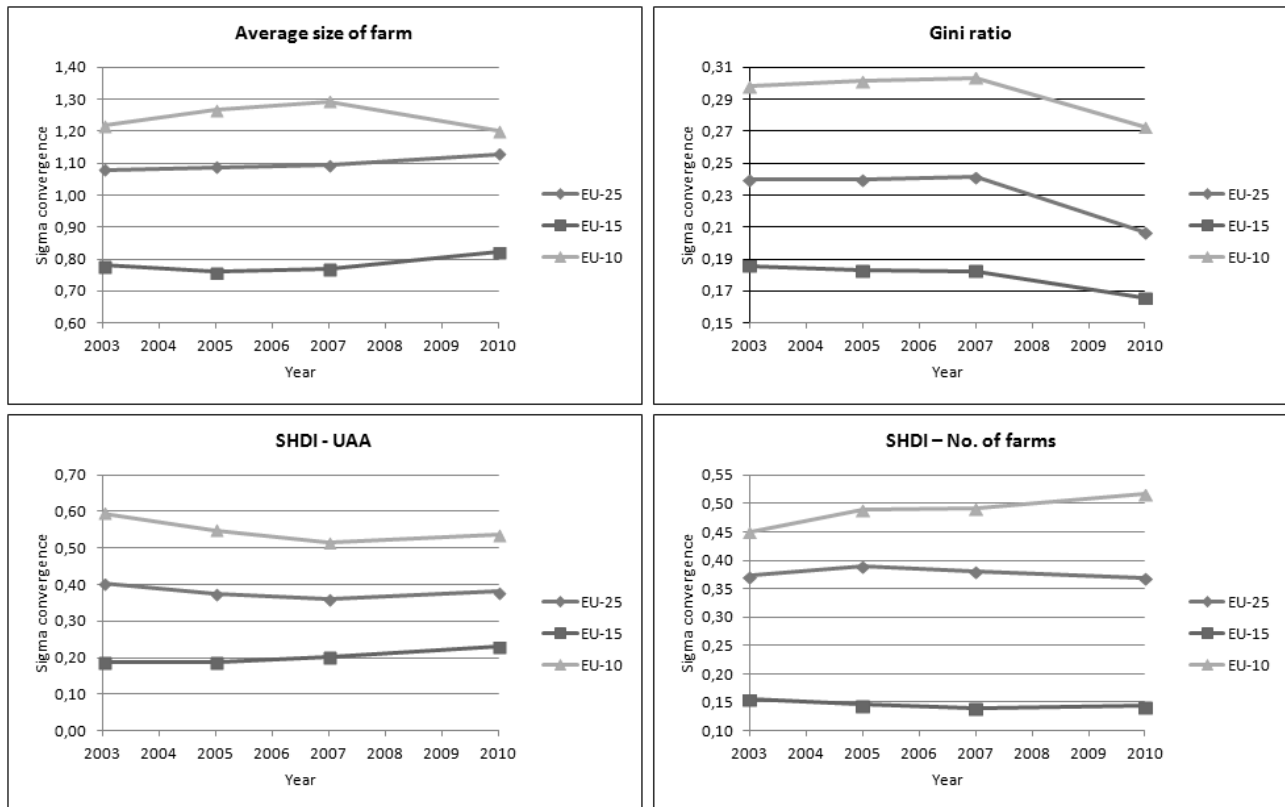 Average size of farm
Sigma convergence
1,40
1,30
1,20
1,10
1,00
0,90
0,80
0,70
0,60
2003 2004 2005 2006 2007 2008 2009 2010
Year
EU-25
EU-15
EU-10
Gini ratio
Sigma convergence
0,31
0,29
0,27
0,25
0,23
0,21
0,19
0,17
0,15
2003 2004 2005 2006 2007 2008 2009 2010
Year
EU-25
EU-15
EU-10
SHDI - UAA
Sigma convergence
0,70
0,60
0,50
0,40
0,30
0,20
0,10
0,00
2003 2004 2005 2006 2007 2008 2009 2010
Year
EU-25
EU-15
EU-10
SHDI – No. of farms
Sigma convergence
0,55
0,50
0,45
0,40
0,35
0,30
0,25
0,20
0,15
0,10
2003 2004 2005 2006 2007 2008 2009 2010
Year
EU-25
EU-15
EU-10